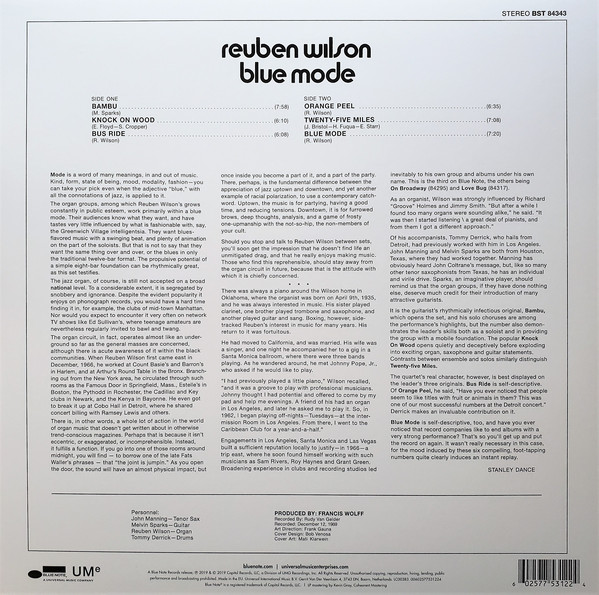 STEREO BST 84343
reuben wilson
blue mode
SIDE ONE
BAMBU (7:58)
(M. Sparks)
KNOCK ON WOOD (6:10)
(E. Floyd—S. Cropper)
BUS RIDE (6:08)
(R. Wilson)
SIDE TWO
ORANGE PEEL (6:35)
(R. Wilson)
TWENTY-FIVE MILES (7:08)
(J. Bristol—H. Fuqua—E. Starr)
BLUE MODE (7:20)
(R. Wilson)
Mode is a word of many meanings, in and out of music.
Kind, form, state of being, mood, modality, fashion—you
can take your pick even when the adjective "blue," with
all the connotations of jazz, is applied to it.
The organ groups, among which Reuben Wilson's grows
constantly in public esteem, work primarily within a blue
mode. Their audiences know what they want, and have
tastes very little influenced by what is fashionable with, say,
the Greenwich Village intelligentsia. They want blues-
flavored music with a swinging beat, and plenty of animation
on the part of the soloists. But that is not to say that they
want the same thing over and over, or the blues in only
the traditional twelve-bar format. The propulsive potential of
a simple eight-bar foundation can be rhythmically great,
as this set testifies.
The jazz organ, of course, is still not accepted on a broad
national level. To a considerable extent, it is segregated by
snobbery and ignorance. Despite the evident popularity it
enjoys on phonograph records, you would have a hard time
finding it in, for example, the clubs of mid-town Manhattan.
Nor would you expect to encounter it very often on network
TV shows like Ed Sullivan's, where teenage amateurs are
nevertheless regularly invited to bawl and twang.
The organ circuit, in fact, operates almost like an under-
ground so far as the general masses are concerned,
although there is acute awareness of it within the black
communities. When Reuben Wilson first came east in
December, 1966, he worked at Count Basie's and Barron's
in Harlem, and at Arthur's Round Table in the Bronx. Branch-
ing out from the New York area, he circulated through such
rooms as the Famous Door in Springfield, Mass., Estelle's in
Boston, the Pythodd in Rochester, the Cadillac and Key
clubs in Newark, and the Kenya in Bayonne. He even got
to break it up at Cobo Hall in Detroit, where he shared
concert billing with Ramsey Lewis and others.
There is, in other words, a whole lot of action in the world
of organ music that doesn't get written about in otherwise
trend-conscious magazines. Perhaps that is because it isn't
eccentric, or exaggerated, or incomprehensible. Instead,
it fulfills a function. If you go into one of those rooms around
midnight, you will find — to borrow one of the late Fats
Waller's phrases — that "the joint is jumpin." As you open
the door, the sound will have an almost physical impact, but
once inside you become a part of it, and a part of the party.
There, perhaps, is the fundamental difference between the
appreciation of jazz uptown and downtown, and yet another
example of racial polarization, to use a contemporary catch-
word. Uptown, the music is for partying, having a good
time, and reducing tensions. Downtown, it is for furrowed
brows, deep thoughts, analysis, and a game of frosty
one-upmanship with the not-so-hip, the non-members of
your cult.
Should you stop and talk to Reuben Wilson between sets,
you'll soon get the impression that he doesn't find life an
unmitigated drag, and that he really enjoys making music.
Those who find this reprehensible, should stay away from
the organ circuit in future, because that is the attitude with
which it is chiefly concerned.
• • •
There was always a piano around the Wilson home in
Oklahoma, where the organist was born on April 9th, 1935,
and he was always interested in music. His sister played
clarinet, one brother played trombone and saxophone, and
another played guitar and sang. Boxing, however, side-
tracked Reuben's interest in music for many years. His
return to it was fortuitous.
He had moved to California, and was married. His wife was
a singer, and one night he accompanied her to a gig in a
Santa Monica ballroom, where there were three bands
playing. As he wandered around, he met Johnny Pope, Jr.,
who asked if he would like to play.
"I had previously played a little piano," Wilson recalled,
"and it was a groove to play with professional musicians.
Johnny thought I had potential and offered to come by my
pad and help me evenings. A friend of his had an organ
in Los Angeles, and later he asked me to play it. So, in
1962, I began playing off-nights—Tuesdays—at the Inter-
mission Room in Los Angeles. From there, I went to the
Caribbean Club for a year-and-a-half."
Engagements in Los Angeles, Santa Monica and Las Vegas
built a sufficient reputation locally to justify—in 1966—a
trip east, where he soon found himself working with such
musicians as Sam Rivers, Roy Haynes and Grant Green.
Broadening experience in clubs and recording studios led
inevitably to his own group and albums under his own
name. This is the third on Blue Note, the others being
On Broadway (84295) and Love Bug (84317).
As an organist, Wilson was strongly influenced by Richard
"Groove" Holmes and Jimmy Smith. "But after a while I
found too many organs were sounding alike," he said. "It
was then I started listening \ a great deal of pianists, and
from them I got a different approach."
Of his accompanists, Tommy Derrick, who hails from
Detroit, had previously worked with him in Los Angeles.
John Manning and Melvin Sparks are both from Houston,
Texas, where they had worked together. Manning has
obviously heard John Coltrane's message, but, like so many
other tenor saxophonists from Texas, he has an individual
and virile drive. Sparks, an imaginative player, should
remind us that the organ groups, if they have done nothing
else, deserve much credit for their introduction of many
attractive guitarists.
It is the guitarist's rhythmically infectious original, Bambu,
which opens the set, and his solo choruses are among
the performance's highlights, but the number also demon-
strates the leader's skills both as a soloist and in providing
the group with a mobile foundation. The popular Knock
On Wood opens quietly and deceptively before exploding
into exciting organ, saxophone and guitar statements.
Contrasts between ensemble and solos similarly distinguish
Twenty-five Miles.
The quartet's real character, however, is best displayed on
the leader's three originals. Bus Ride is self-descriptive.
Of Orange Peel, he said, "Have you ever noticed that people
seem to like titles with fruit or animals in them? This was
one of our most successful numbers at the Detroit concert."
Derrick makes an invaluable contribution on it.
Blue Mode is self-descriptive, too, and have you ever
noticed that record companies like to end albums with a
very strong performance? That's so you'll get up and put
the record on again. It wasn't really necessary in this case,
for the mood induced by these six compelling, foot-tapping
numbers quite clearly induces an instant replay.
STANLEY DANCE
Personnel:
John Manning—Tenor Sax
Melvin Sparks—Guitar
Reuben Wilson—Organ
Tommy Derrick—Drums
PRODUCED BY: FRANCIS WOLFF
Recorded By: Rudy Van Gelder
Recorded: December 12, 1969
Art Direction: Frank Gauna
Cover Design: Bob Venosa
Cover Art: Mati Klarwein
BLUE NOTE
A UNIVERSAL MUSIC COMPANY
UMe
bluenote.com | universalmusicenterprises.com
6 02577 53122 4